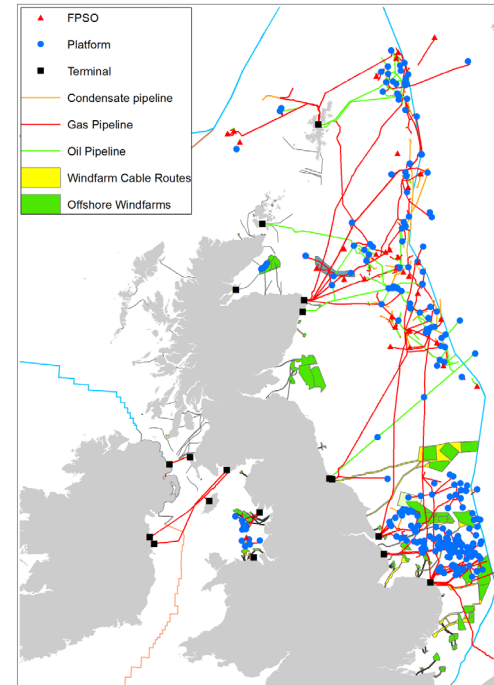 FPSO
Platform
Terminal
Condensate pipeline
Gas Pipeline
Oil Pipeline
Windfarm Cable Routes
Offshore Windfarms